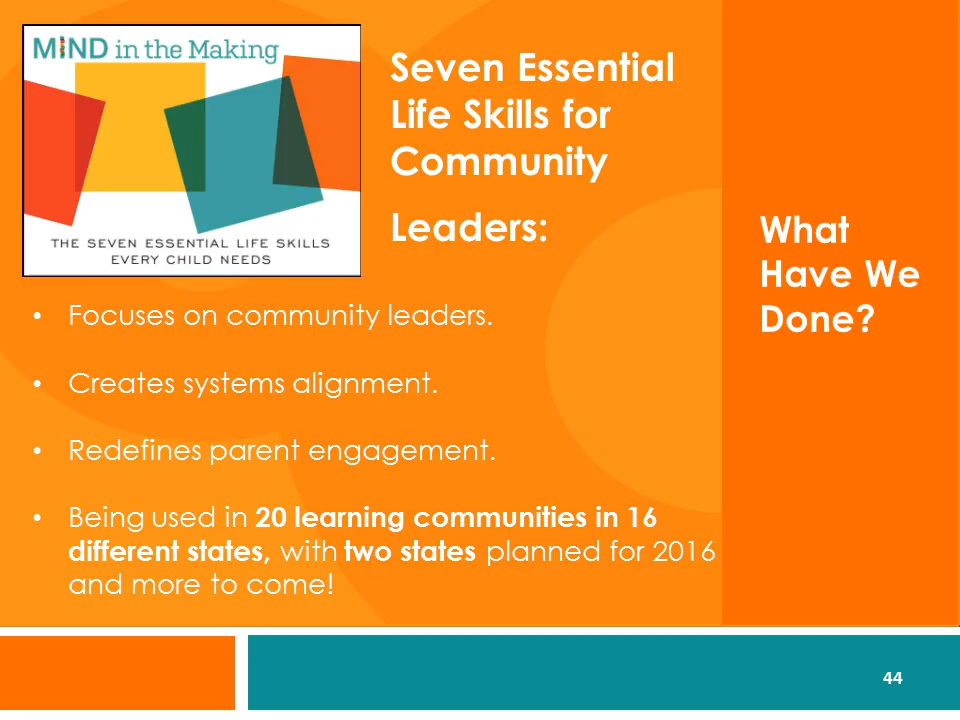 MiND in the Making
THE SEVEN ESSENTIAL LIFE SKILLS
EVERY CHILD NEEDS
Seven Essential
Life Skills for
Community
Leaders:
What
Have We
Done?
• Focuses on community leaders.
• Creates systems alignment.
• Redefines parent engagement.
• Being used in 20 learning communities in 16
different states, with two states planned for 2016
and more to come!
44